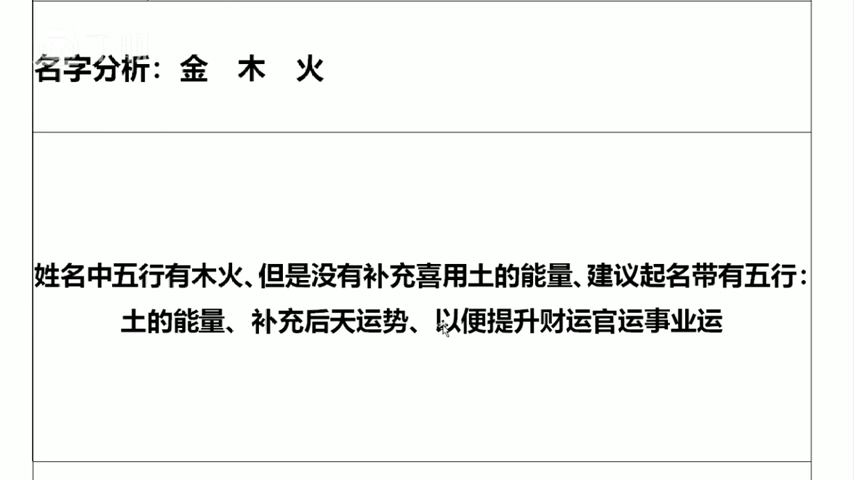 名字分析：金 木 火
姓名中五行有木火、但是没有补充喜用土的能量、建议起名带有五行：
土的能量、补充后天运势、以便提升财运官运事业运